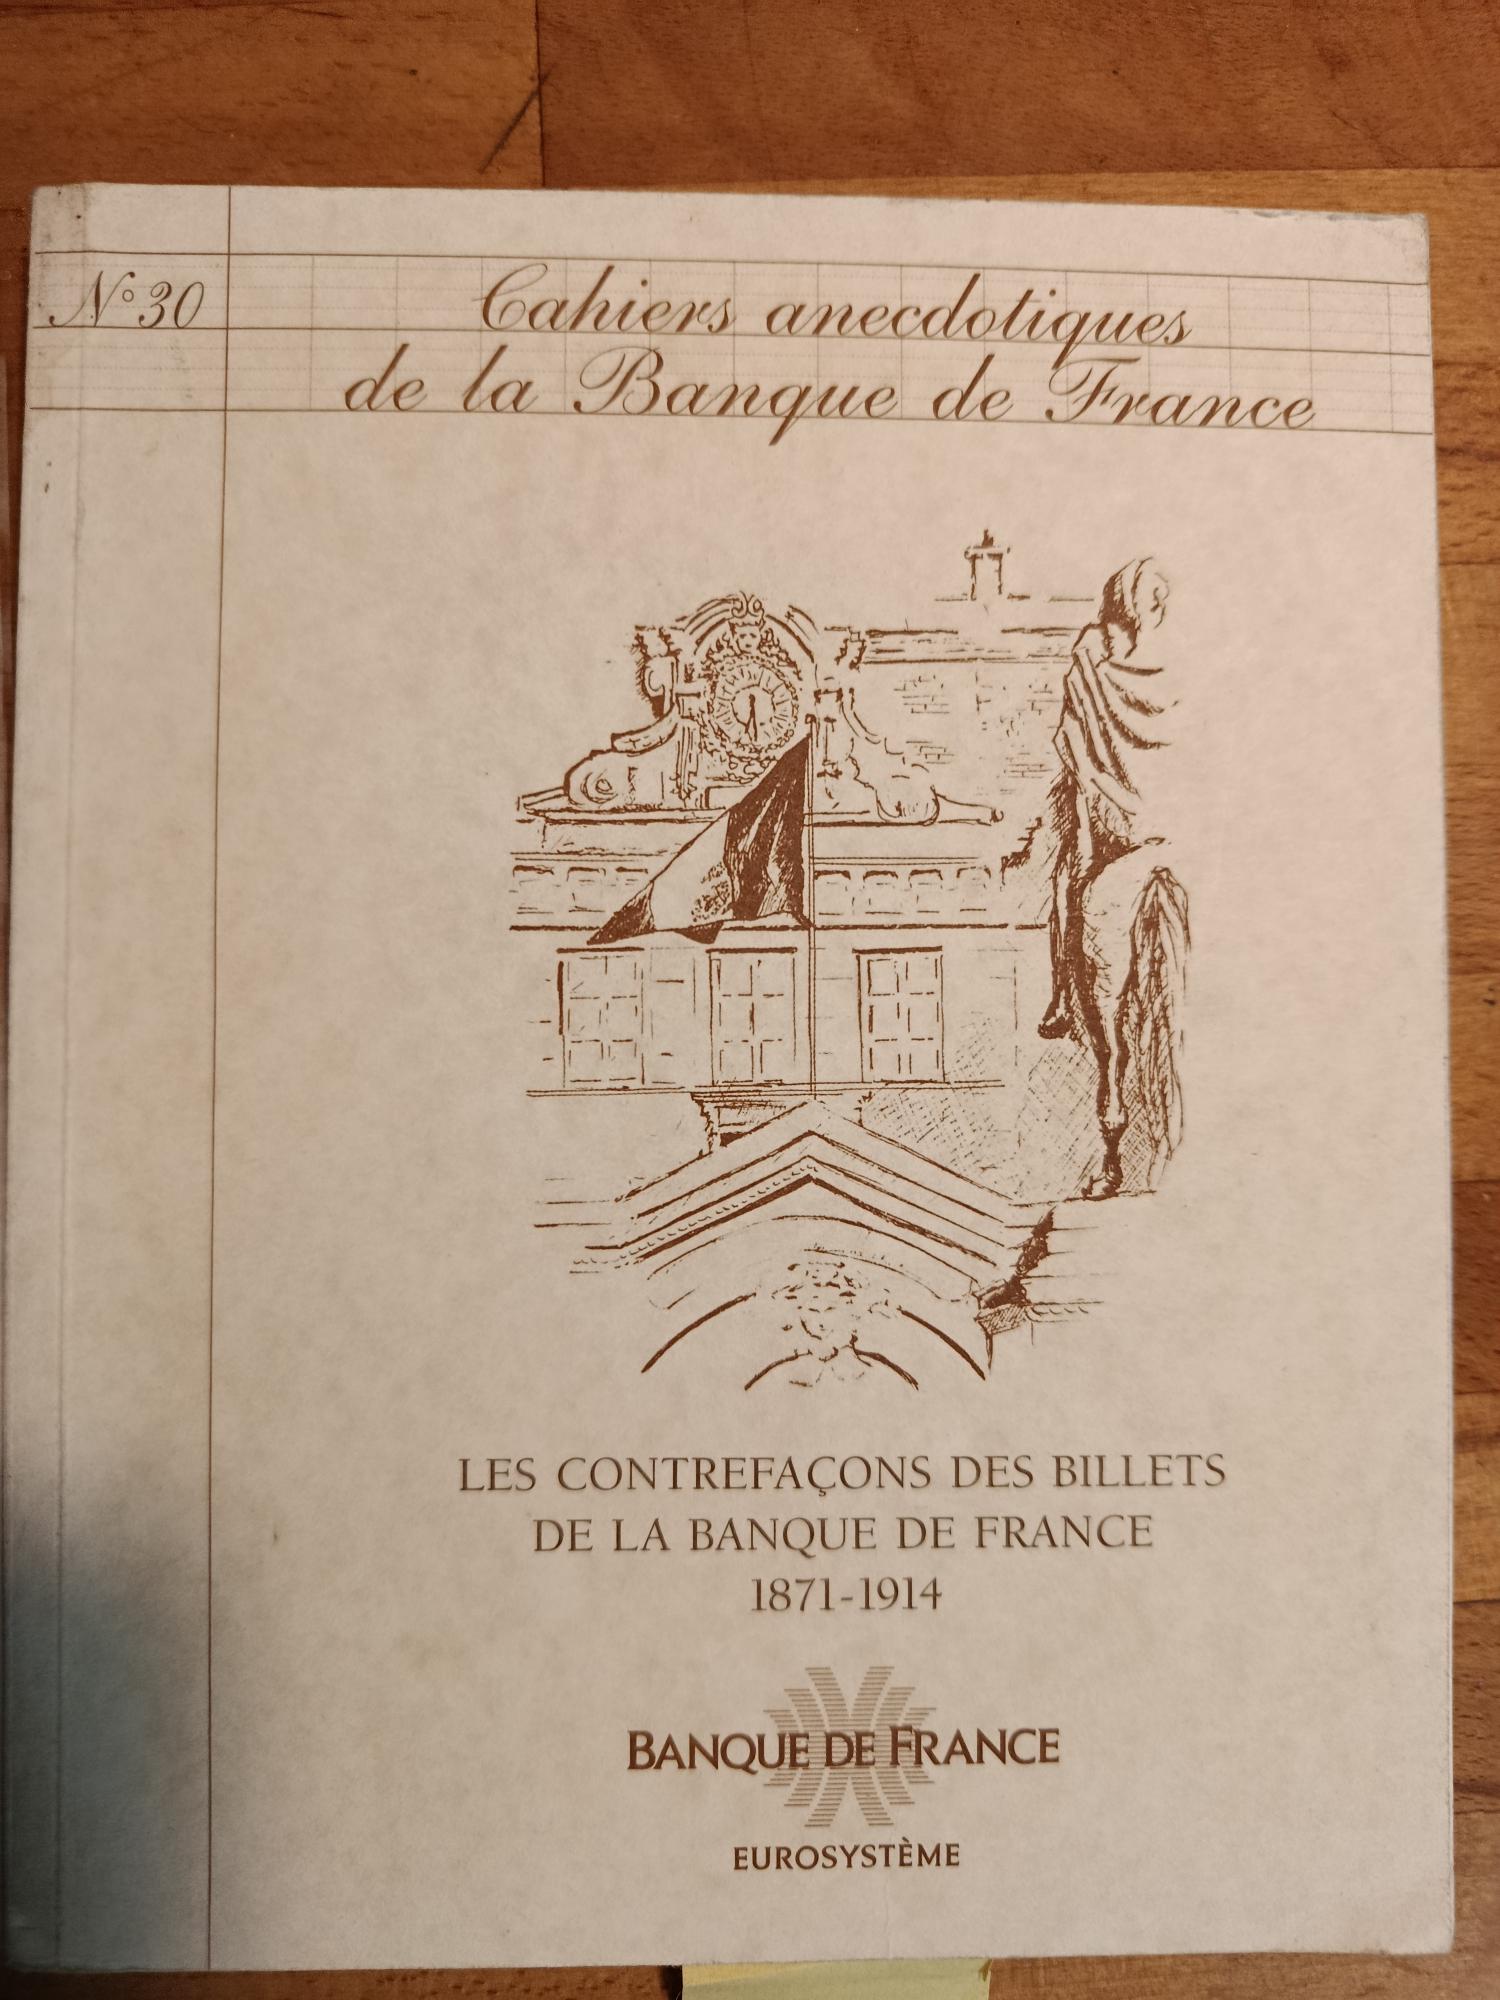 N° 30
Cahiers anecdotiques
de la Banque de France
LES CONTREFAÇONS DES BILLETS
DE LA BANQUE DE FRANCE
1871-1914
BANQUE DE FRANCE
EUROSYSTÈME